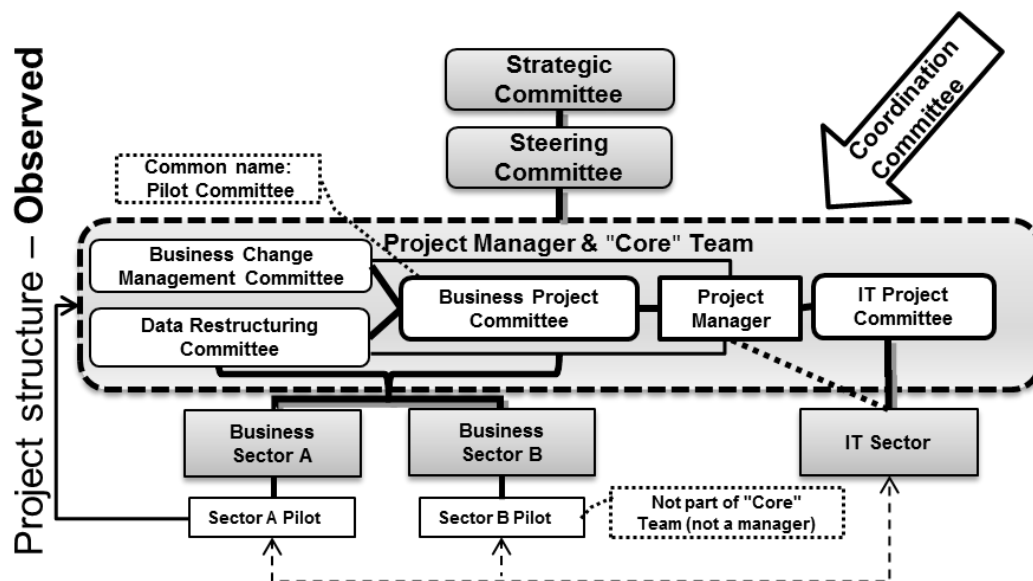 Project structure – Observed
Strategic
Committee
Steering
Committee
Coordination
Committee
Common name:
Pilot Committee
Project Manager & "Core" Team
Business Change
Management Committee
Data Restructuring
Committee
Business Project
Committee
Project
Manager
IT Project
Committee
Business
Sector A
Business
Sector B
IT Sector
Sector A Pilot
Sector B Pilot
Not part of "Core"
Team (not a manager)